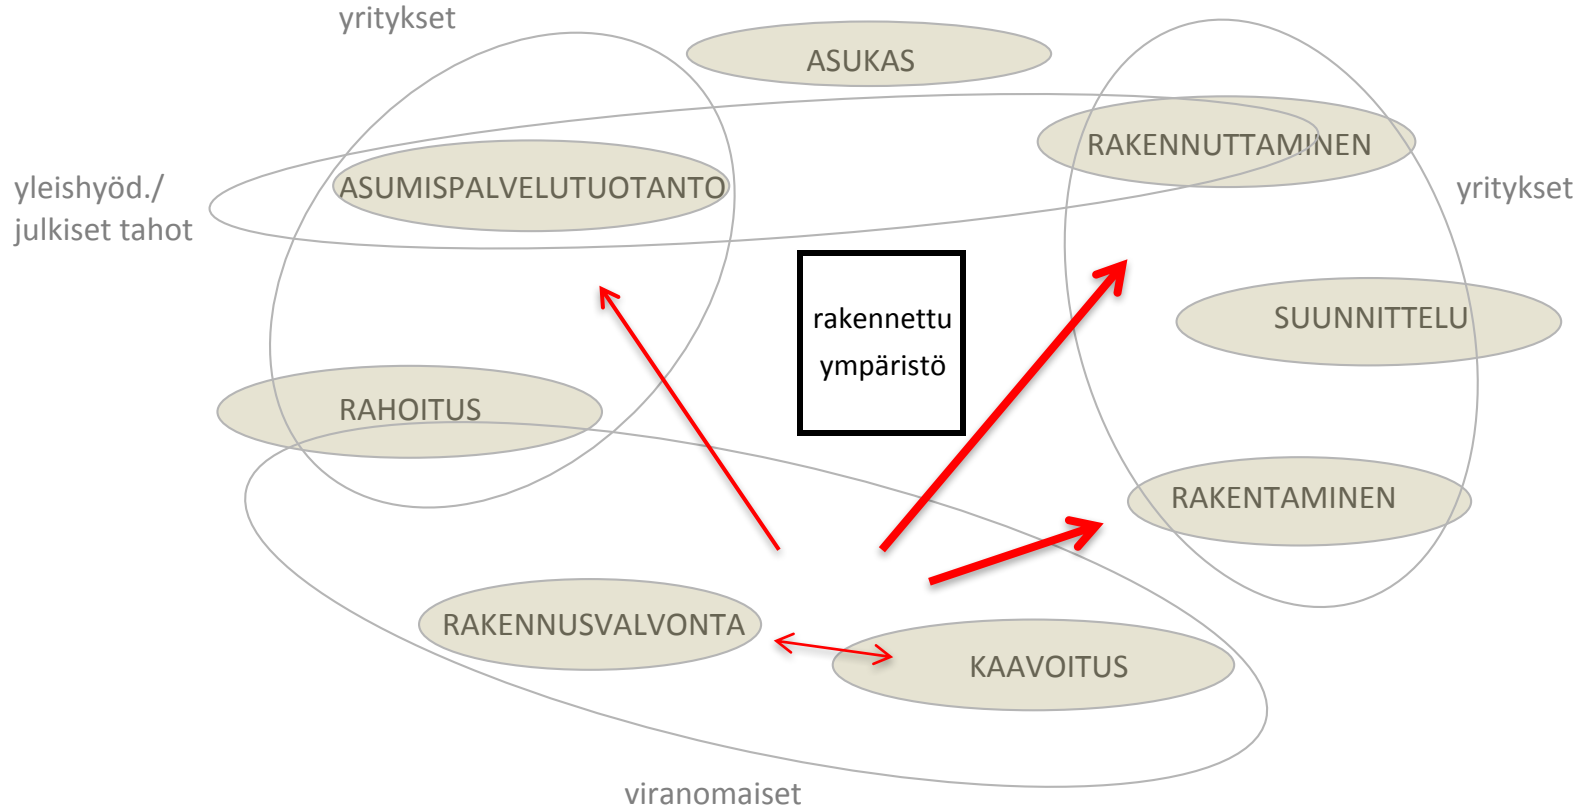 yritykset
ASUKAS
RAKENNUTTAMINEN
yleishyöd./
julkiset tahot
ASUMISPALVELUTUOTANTO
yritykset
rakennettu
ympäristö
SUUNNITTELU
RAHOITUS
RAKENTAMINEN
RAKENNUSVALVONTA
KAAVOITUS
viranomaiset